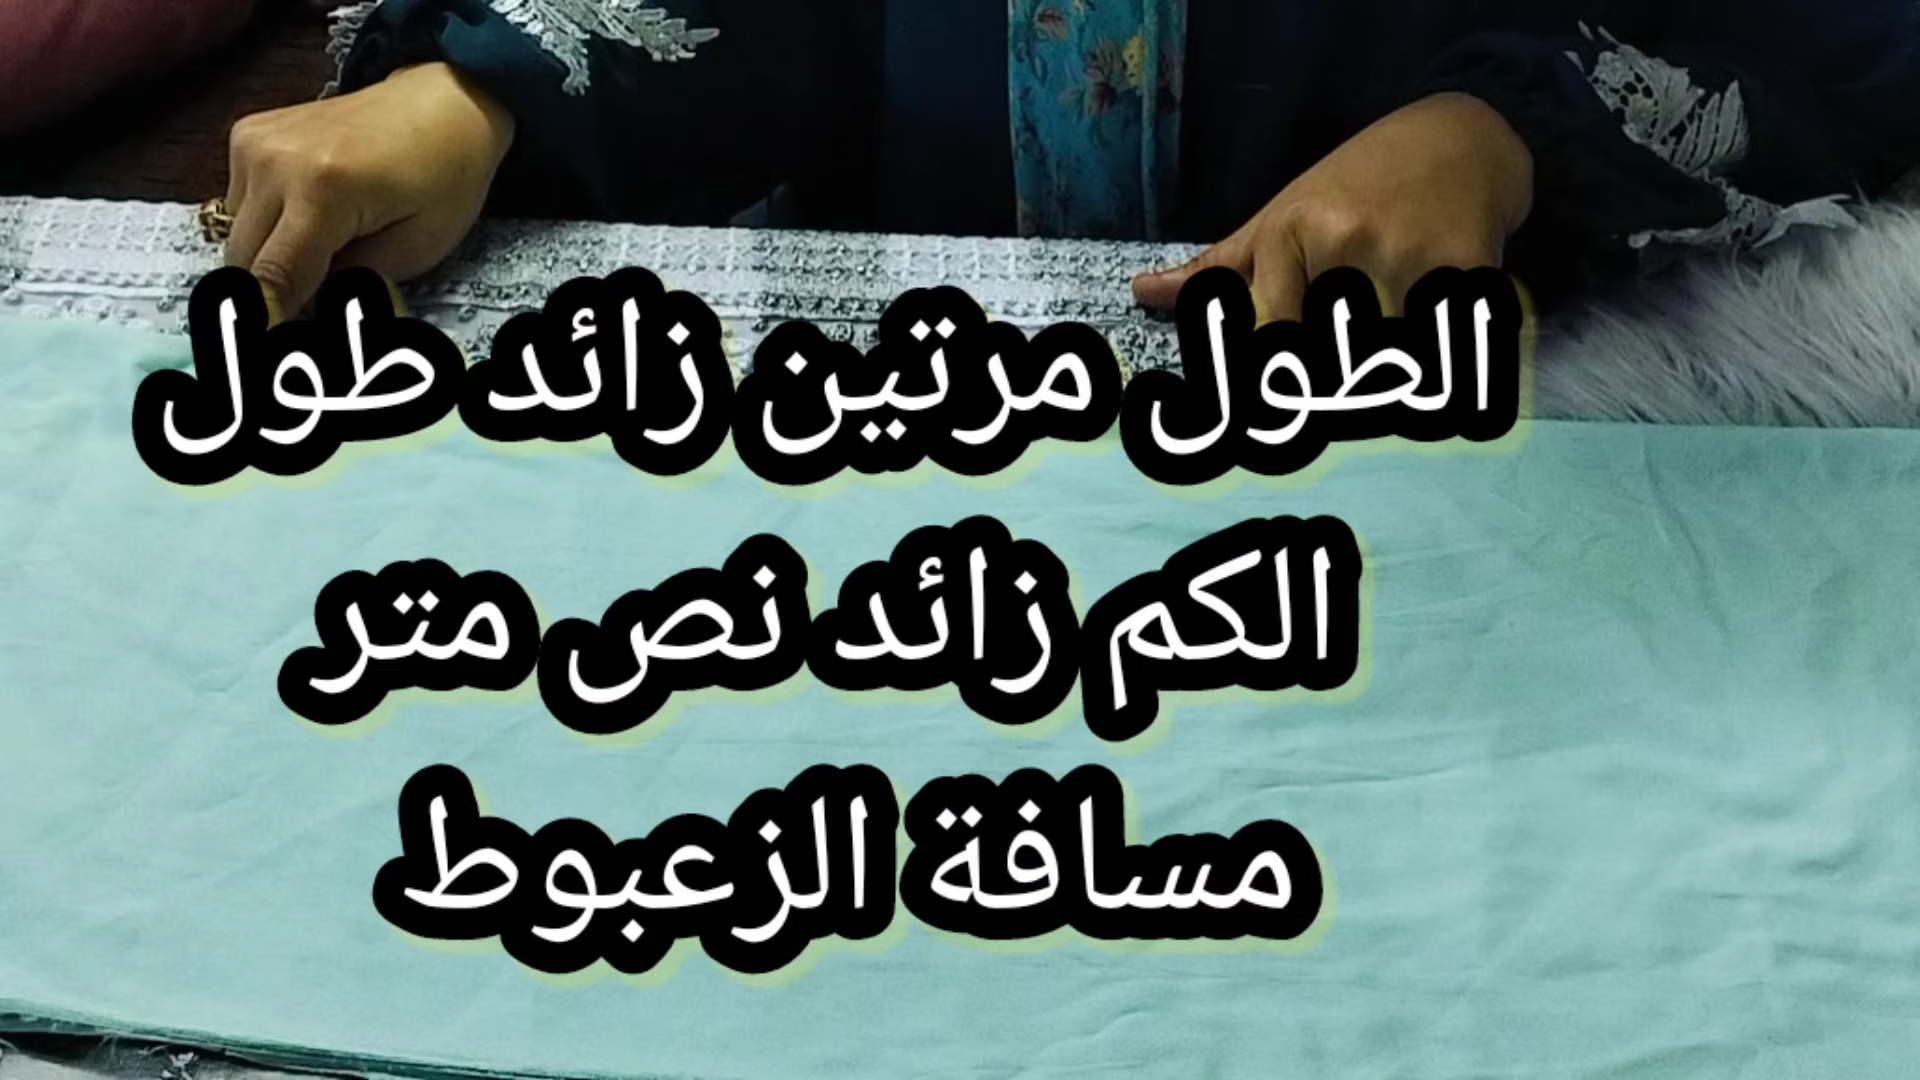 الطول مرتين زائد طول
الكم زائد نص متر
مسافة الزعبوط